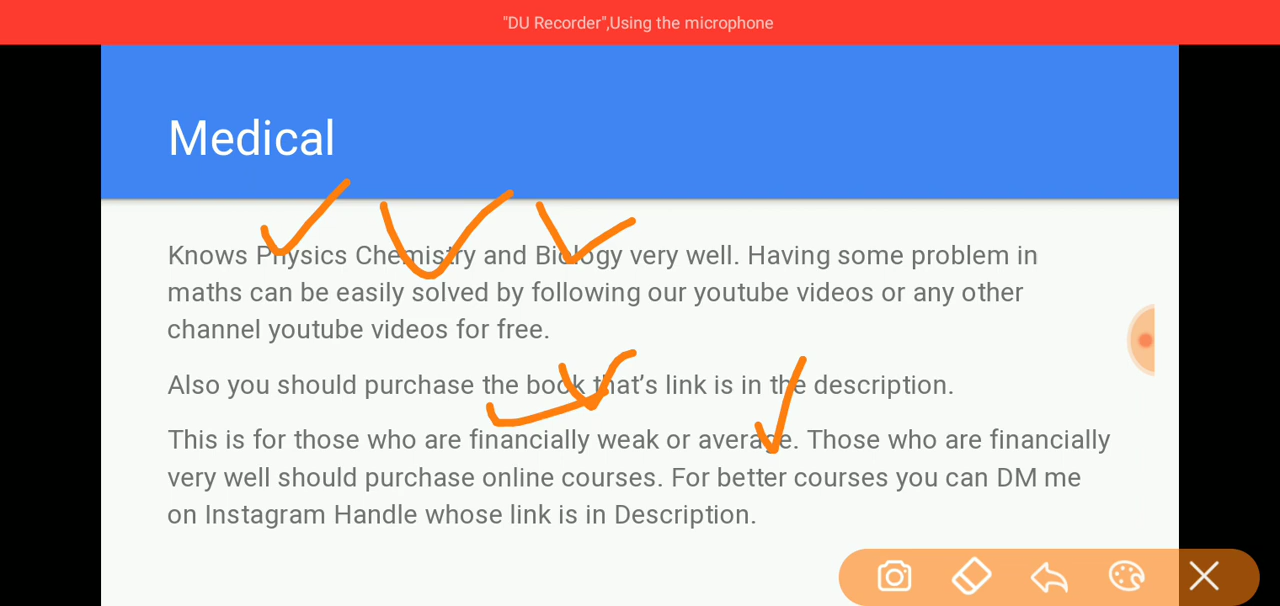 "DU Recorder",Using the microphone
Medical
Knows Physics Chemistry and Biology very well. Having some problem in
maths can be easily solved by following our youtube videos or any other
channel youtube videos for free.
Also you should purchase the book that's link is in the description.
This is for those who are financially weak or average. Those who are financially
very well should purchase online courses. For better courses you can DM me
on Instagram Handle whose link is in Description.